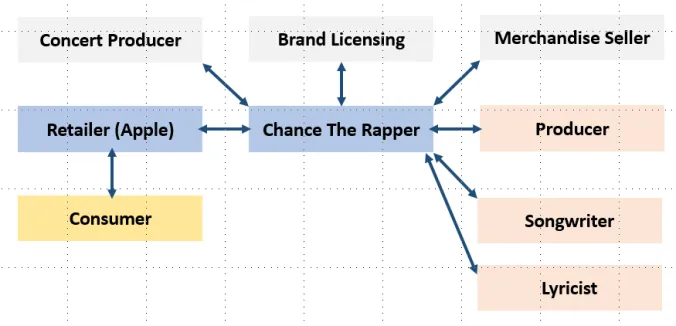 Concert Producer
Brand Licensing
Merchandise Seller
Retailer (Apple)
Chance The Rapper
Producer
Consumer
Songwriter
Lyricist